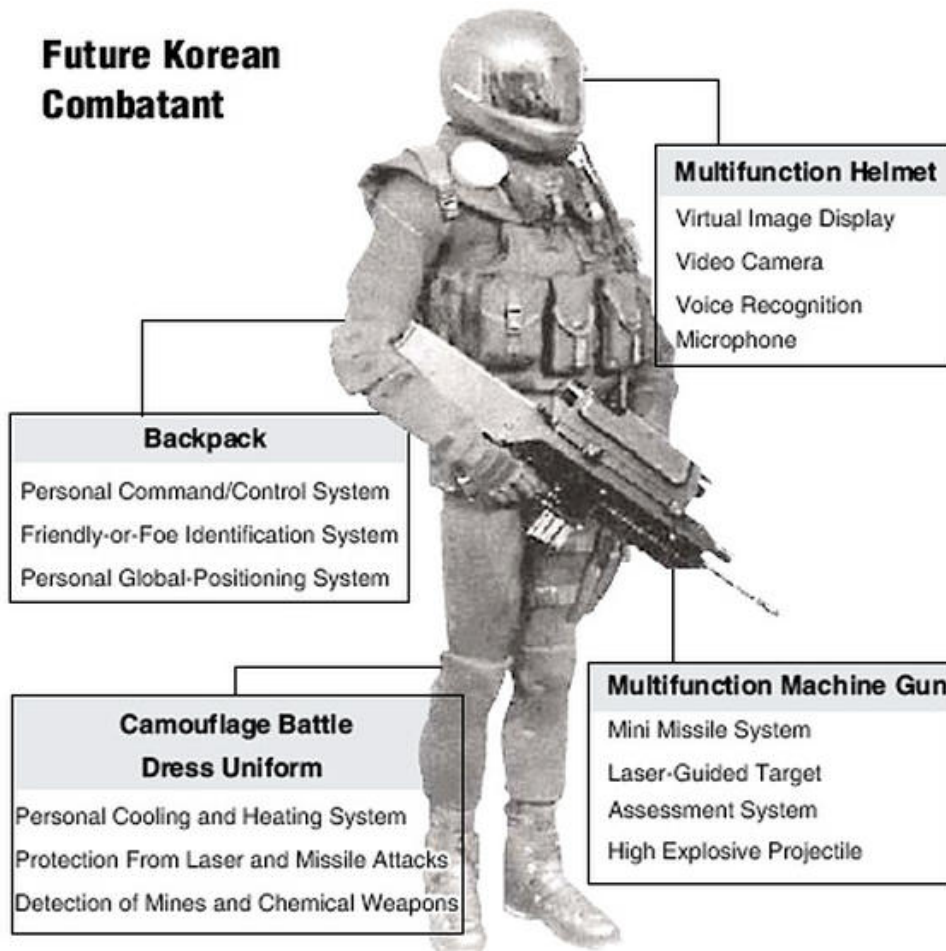 Future Korean
Combatant
Multifunction Helmet
Virtual Image Display
Video Camera
Voice Recognition
Microphone
Backpack
Personal Command/Control System
Friendly-or-Foe Identification System
Personal Global-Positioning System
Camouflage Battle
Dress Uniform
Personal Cooling and Heating System
Protection From Laser and Missile Attacks
Detection of Mines and Chemical Weapons
Multifunction Machine Gun
Mini Missile System
Laser-Guided Target
Assessment System
High Explosive Projectile